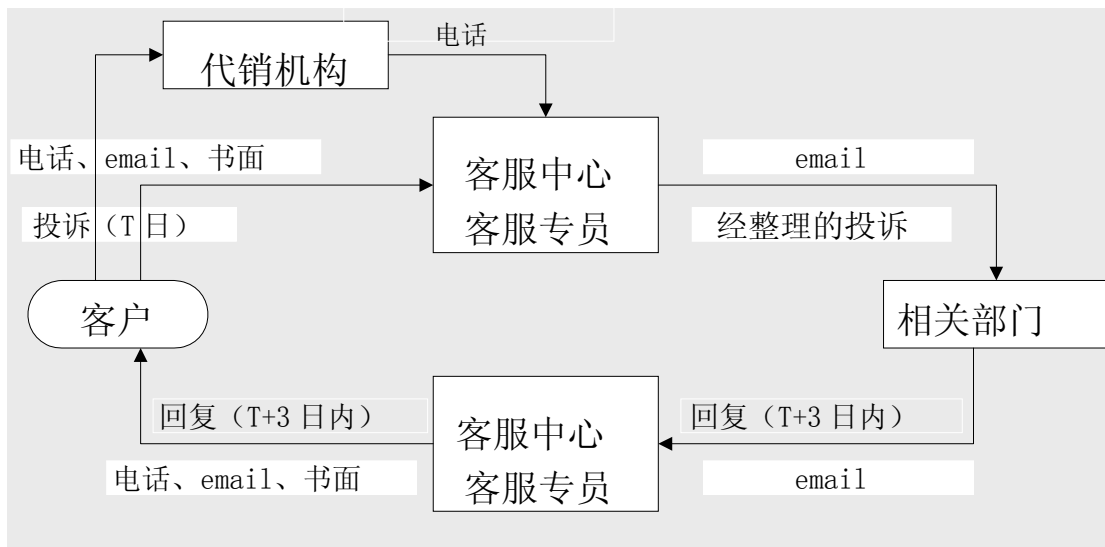 电话
代销机构
电话、email、书面
客服中心
客服专员
email
投诉（T 日）
经整理的投诉
客户
相关部门
回复（T+3 日内）
客服中心
客服专员
回复（T+3 日内）
电话、email、书面
email